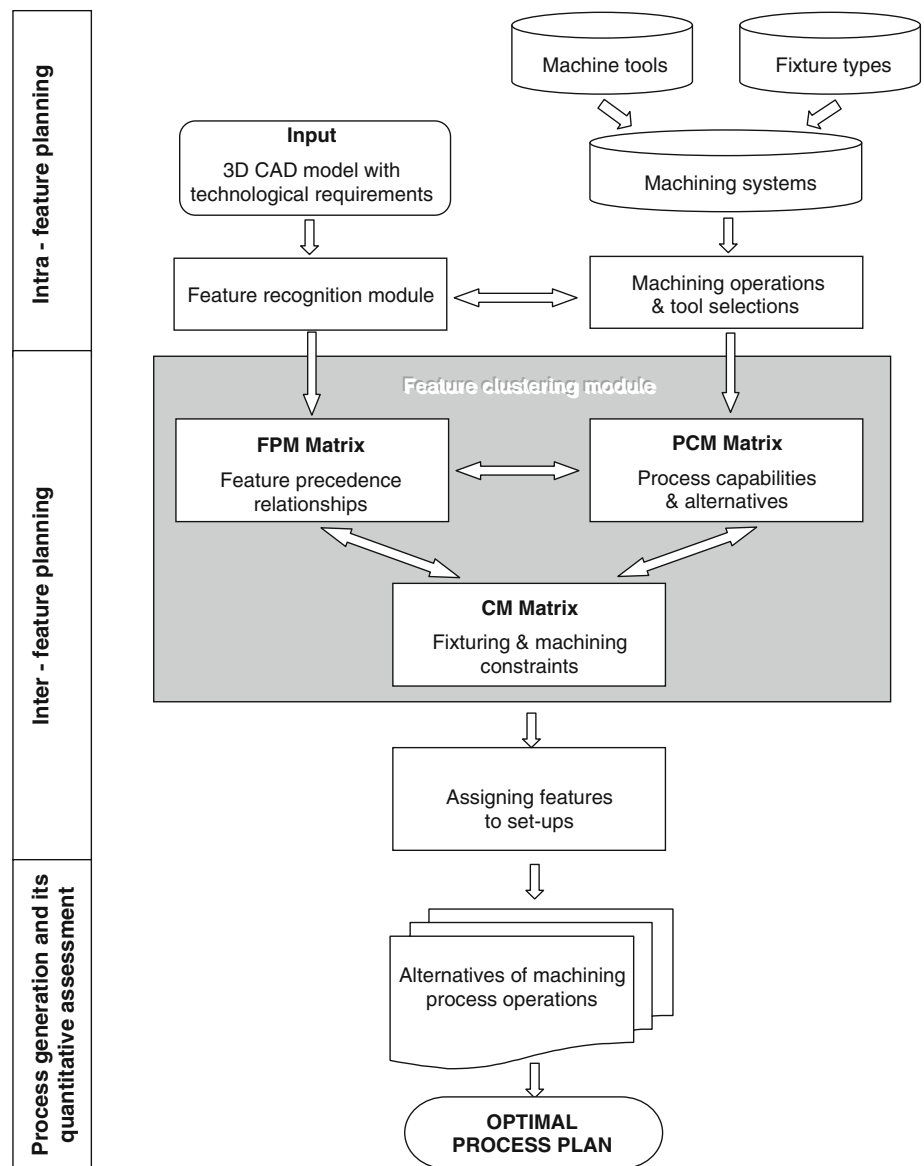 Intra - feature planning
Machine tools
Fixture types
Input
3D CAD model with
technological requirements
Machining systems
Feature recognition module
Machining operations
& tool selections
Inter - feature planning
Feature clustering module
FPM Matrix
Feature precedence
relationships
PCM Matrix
Process capabilities
& alternatives
CM Matrix
Fixturing & machining
constraints
Assigning features
to set-ups
Process generation and its
quantitative assessment
Alternatives of machining
process operations
OPTIMAL
PROCESS PLAN